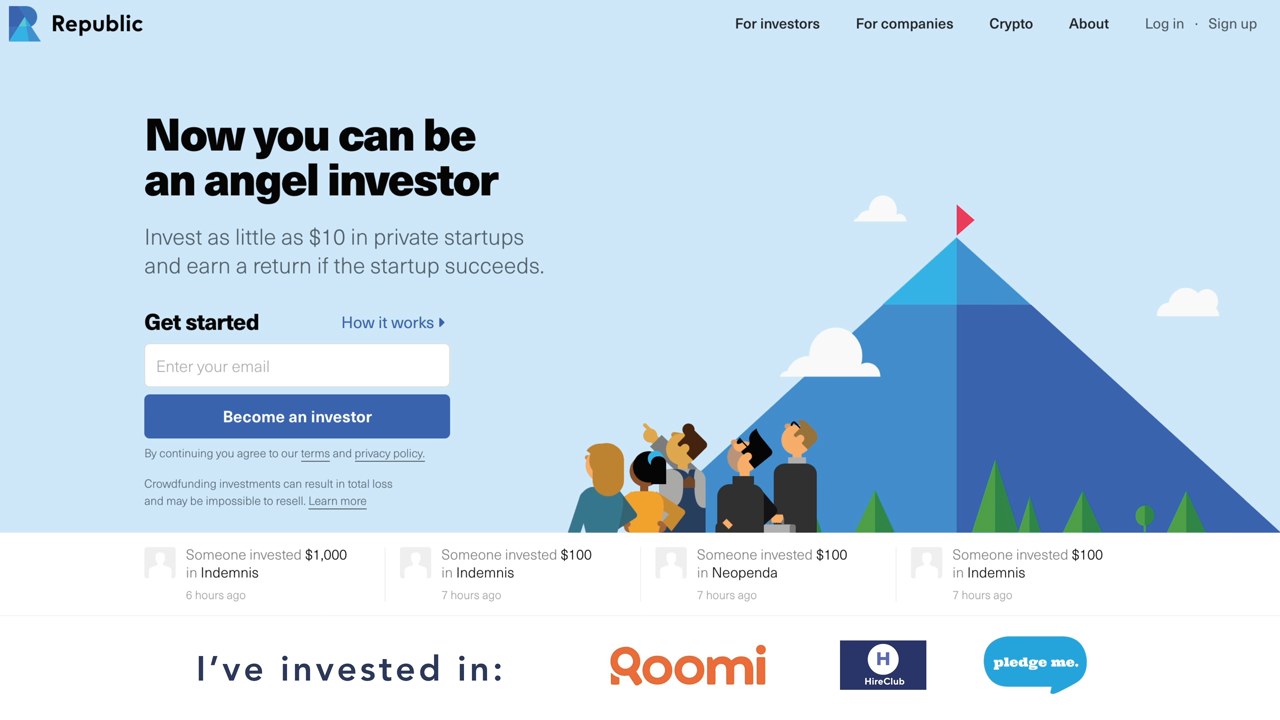 Republic
For investors
For companies
Crypto
About
Log in · Sign up
Now you can be
an angel investor
Invest as little as $10 in private startups
and earn a return if the startup succeeds.
Get started
How it works
Enter your email
Become an investor
By continuing you agree to our terms and privacy policy.
Crowdfunding investments can result in total loss
and may be impossible to resell. Learn more
Someone invested $1,000
in Indemnis
6 hours ago
Someone invested $100
in Indemnis
7 hours ago
Someone invested $100
in Neopenda
7 hours ago
Someone invested $100
in Indemnis
7 hours ago
I've invested in:
Roomi
H
HireClub
pledge me.